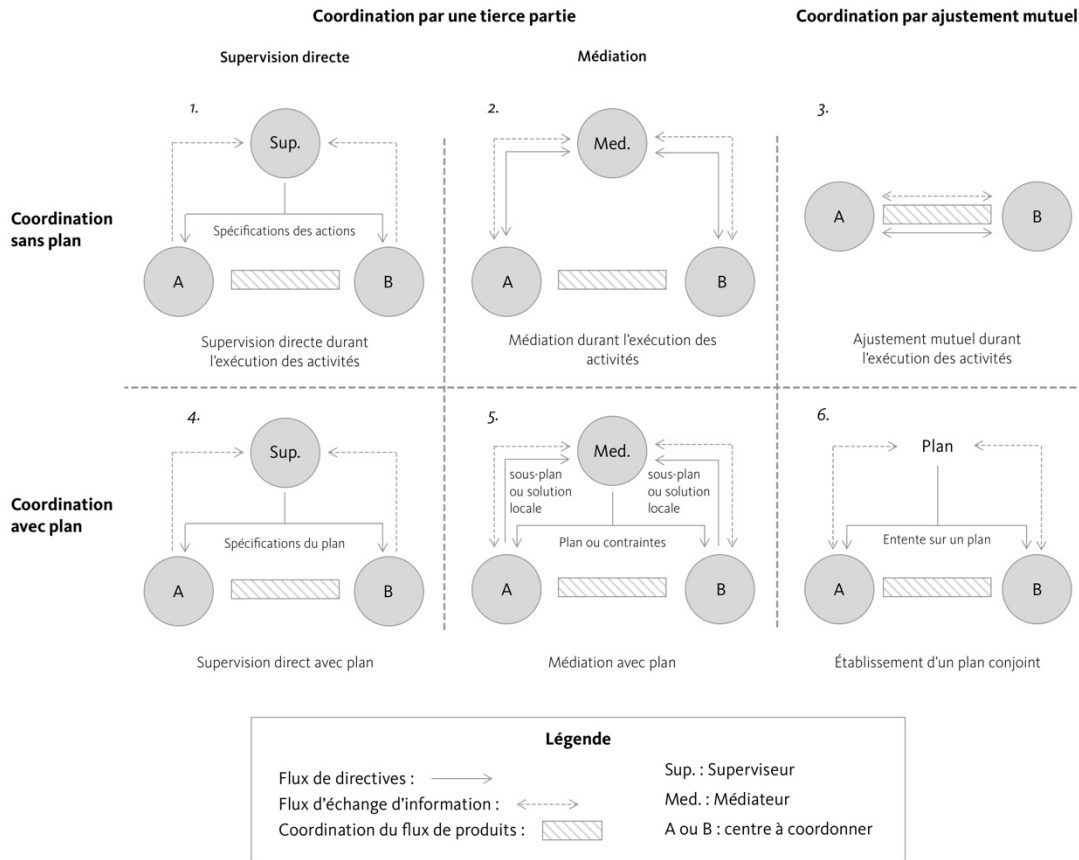 Coordination par une tierce partie
Coordination par ajustement mutuel
Supervision directe
Médiation
Coordination
sans plan
1.
Sup.
Spécifications des actions
A
B
Supervision directe durant
l'exécution des activités
2.
Med.
A
B
Médiation durant l'exécution des
activités
3.
A
B
Ajustement mutuel durant
l'exécution des activités
Coordination
avec plan
4.
Sup.
Spécifications du plan
A
B
Supervision direct avec plan
5.
Med.
sous-plan
ou solution
locale
sous-plan
ou solution
locale
Plan ou contraintes
A
B
Médiation avec plan
6.
Plan
Entente sur un plan
A
B
Établissement d'un plan conjoint
Légende
Flux de directives :
Flux d'échange d'information :
Coordination du flux de produits :
Sup. : Superviseur
Med. : Médiateur
A ou B : centre à coordonner